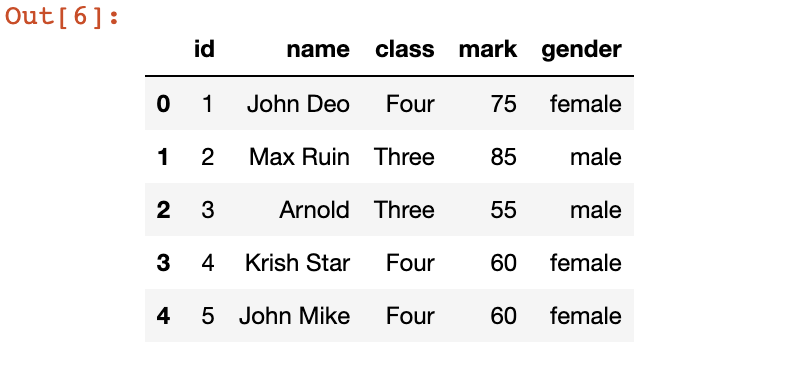 Out[6]:
id name class mark gender
0 1 John Deo Four 75 female
1 2 Max Ruin Three 85 male
2 3 Arnold Three 55 male
3 4 Krish Star Four 60 female
4 5 John Mike Four 60 female